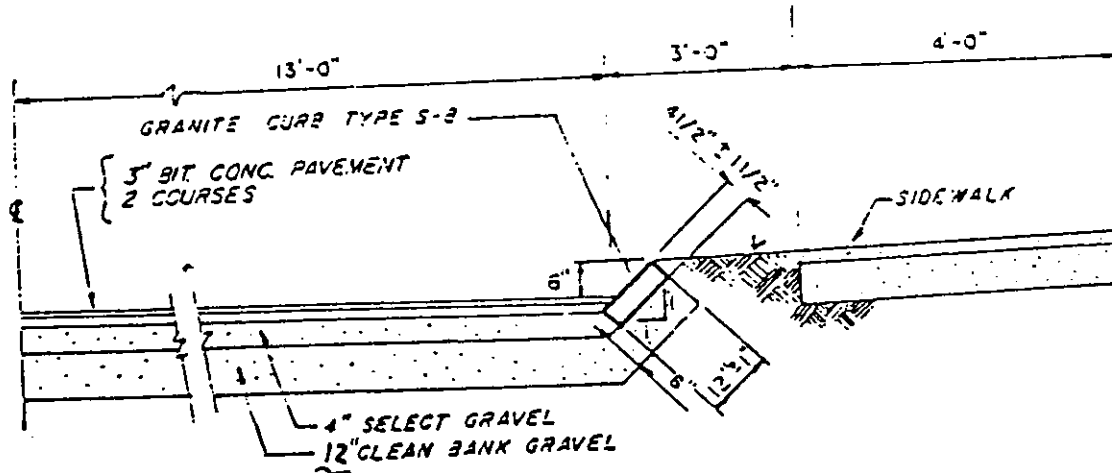 13'-0"
3'-0"
4'-0"
GRANITE CURB TYPE S-B
3" BIT. CONC. PAVEMENT
2 COURSES
4 1/2" ± 1 1/2"
SIDEWALK
℄
6"
1
1
6"
12"±1"
4" SELECT GRAVEL
12" CLEAN BANK GRAVEL